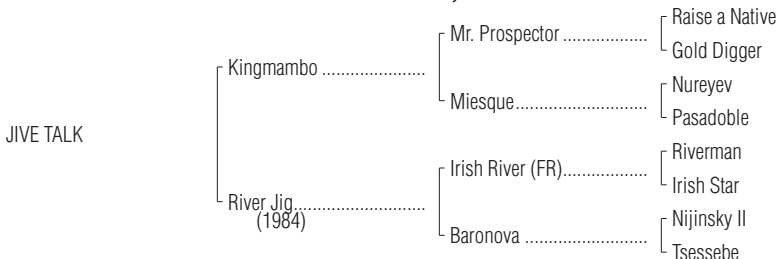 Raise a Native
Mr. Prospector ..................
Gold Digger
Kingmambo ......................
Nureyev
Miesque............................
Pasadoble
JIVE TALK
Riverman
Irish River (FR)..................
Irish Star
River Jig............................
(1984)
Nijinsky II
Baronova ..........................
Tsessebe